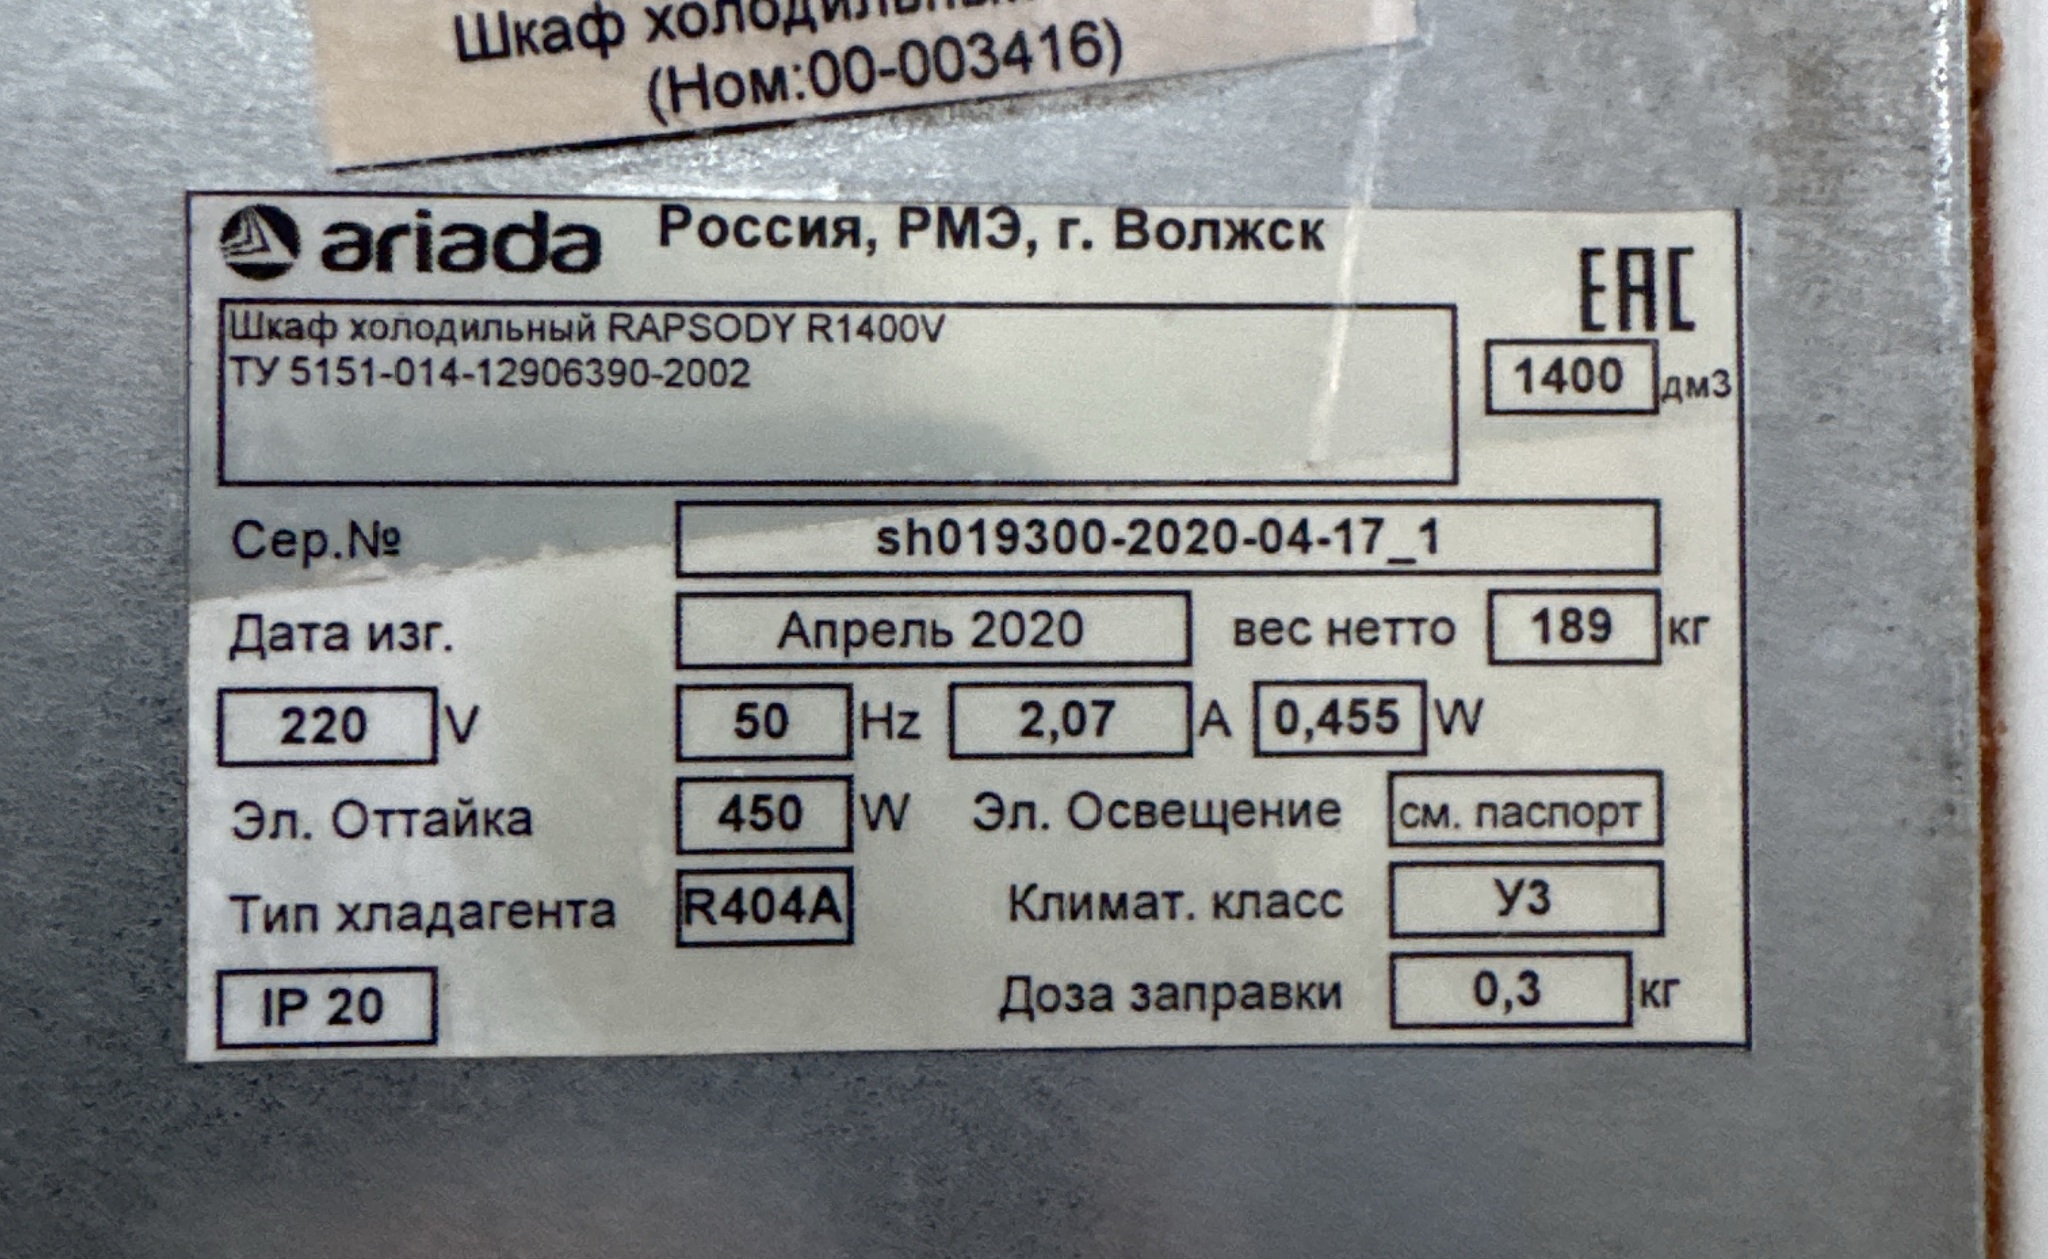 Шкаф холодильный
(Ном:00-003416)
ariada Россия, РМЭ, г. Волжск
EAC
Шкаф холодильный RAPSODY R1400V
ТУ 5151-014-12906390-2002
1400 дм3
Сер.№ sh019300-2020-04-17_1
Дата изг. Апрель 2020 вес нетто 189 кг
220 V 50 Hz 2,07 A 0,455 W
Эл. Оттайка 450 W Эл. Освещение см. паспорт
Тип хладагента R404A Климат. класс У3
IP 20 Доза заправки 0,3 кг